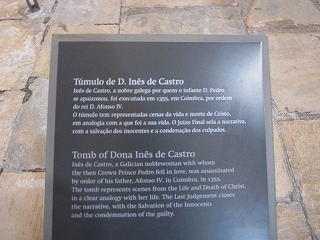 Túmulo de D. Inês de Castro
Inês de Castro, a nobre galega por quem o infante D. Pedro
se apaixonou, foi executada em 1355, em Coimbra, por ordem
do rei D. Afonso IV.
O túmulo tem representadas cenas da vida e morte de Cristo,
em analogia com a que foi a sua vida. O Juízo Final sela a narrativa,
com a salvação dos inocentes e a condenação dos culpados.
Tomb of Dona Inês de Castro
Inês de Castro, a Galician noblewoman with whom
the then Crown Prince Pedro fell in love, was assassinated
by order of his father, Afonso IV, in Coimbra, in 1355.
The tomb represents scenes from the Life and Death of Christ,
in a clear analogy with her life. The Last Judgement closes
the narrative, with the Salvation of the Innocents
and the condemnation of the guilty.